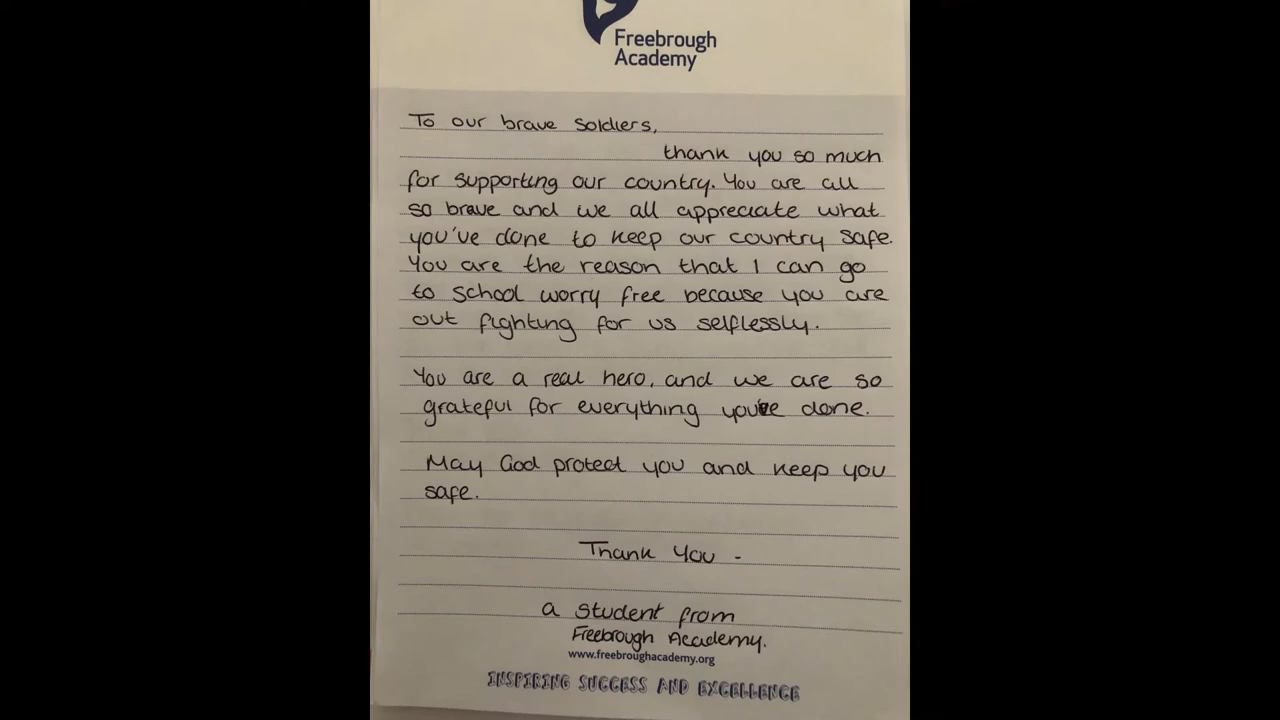 Freebrough
Academy
To our brave soldiers,
thank you so much
for supporting our country. You are all
so brave and we all appreciate what
you've done to keep our country safe.
You are the reason that I can go
to school worry free because you are
out fighting for us selflessly.
You are a real hero, and we are so
grateful for everything you've done.
May God protect you and keep you
safe.
Thank You -
a student from
Freebrough Academy.
www.freebroughacademy.org
INSPIRING SUCCESS AND EXCELLENCE